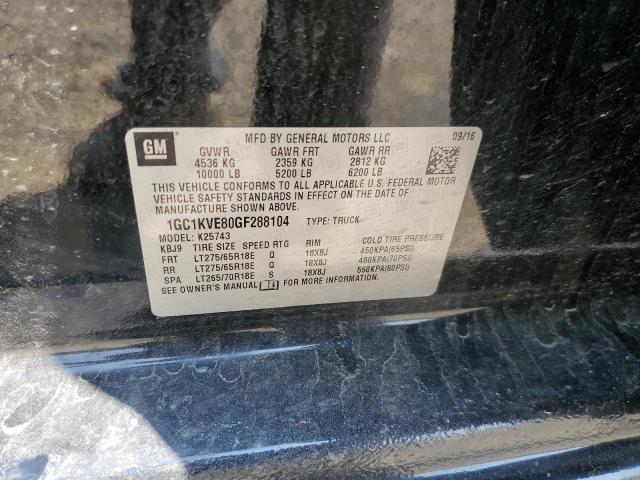 GM
MFD BY GENERAL MOTORS LLC 09/16
GVWR GAWR FRT GAWR RR
4536 KG 2359 KG 2812 KG
10000 LB 5200 LB 6200 LB
THIS VEHICLE CONFORMS TO ALL APPLICABLE U.S. FEDERAL MOTOR
VEHICLE SAFETY STANDARDS IN EFFECT ON THE DATE OF
MANUFACTURE SHOWN ABOVE.
1GC1KVE80GF288104 TYPE: TRUCK
MODEL: K25743
KBJ9 TIRE SIZE SPEED RTG RIM COLD TIRE PRESSURE
FRT LT275/65R18E Q 18X8J 450KPA(65PSI)
RR LT275/65R18E Q 18X8J 480KPA(70PSI)
SPA LT265/70R18E S 18X8J 550KPA(80PSI)
SEE OWNER'S MANUAL FOR MORE INFORMATION.